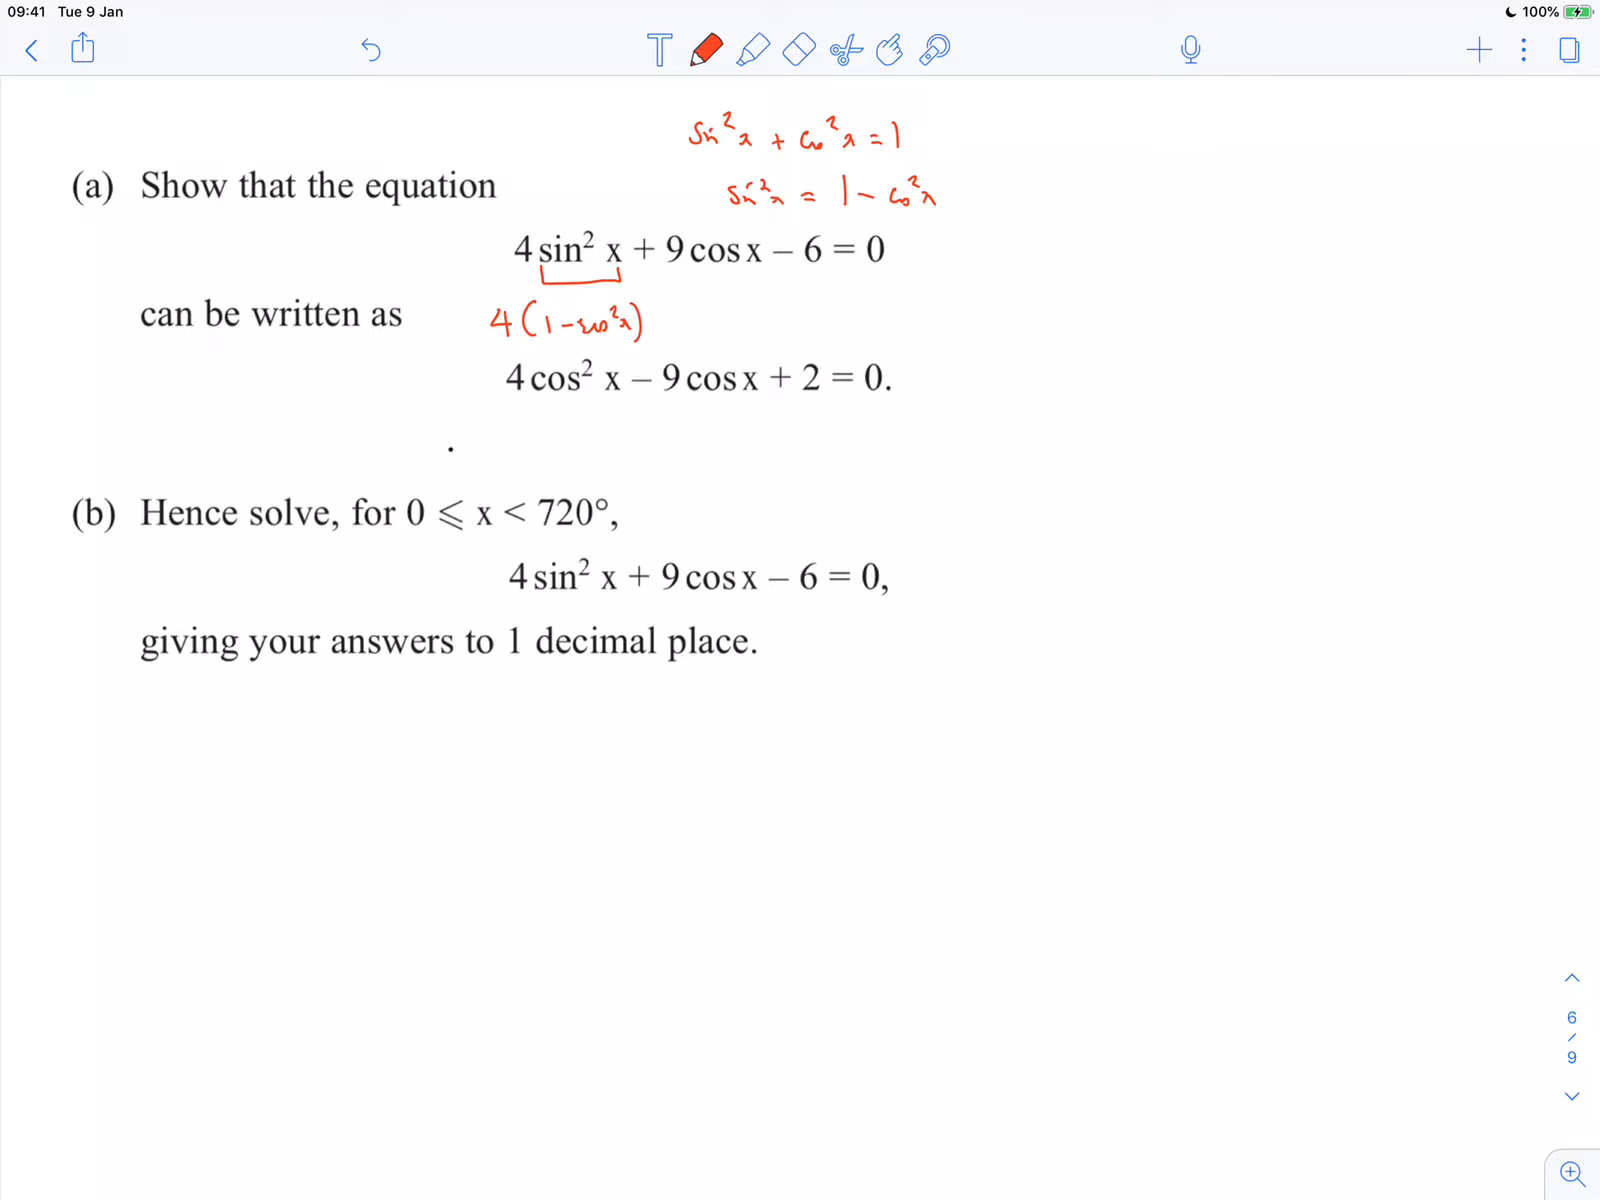 09:41 Tue 9 Jan
100%
sin²x + cos²x = 1
(a) Show that the equation
sin²x = 1 - cos²x
4 sin² x + 9 cos x – 6 = 0
can be written as
4(1 - cos²x)
4 cos² x – 9 cos x + 2 = 0.
(b) Hence solve, for 0 ⩽ x < 720°,
4 sin² x + 9 cos x – 6 = 0,
giving your answers to 1 decimal place.
6
/
9